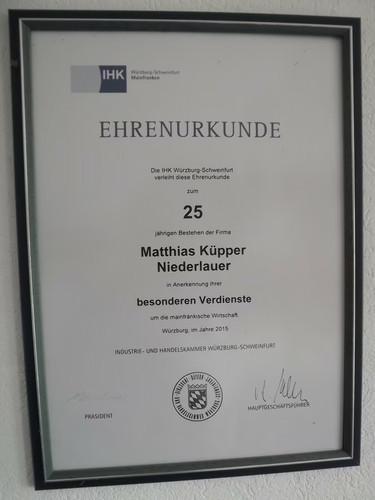 IHK
Würzburg-Schweinfurt
Mainfranken
EHRENURKUNDE
Die IHK Würzburg-Schweinfurt
verleiht diese Ehrenurkunde
zum
25
jährigen Bestehen der Firma
Matthias Küpper
Niederlauer
in Anerkennung ihrer
besonderen Verdienste
um die mainfränkische Wirtschaft
Würzburg, im Jahre 2015
INDUSTRIE- UND HANDELSKAMMER WÜRZBURG-SCHWEINFURT
PRÄSIDENT
HAUPTGESCHÄFTSFÜHRER